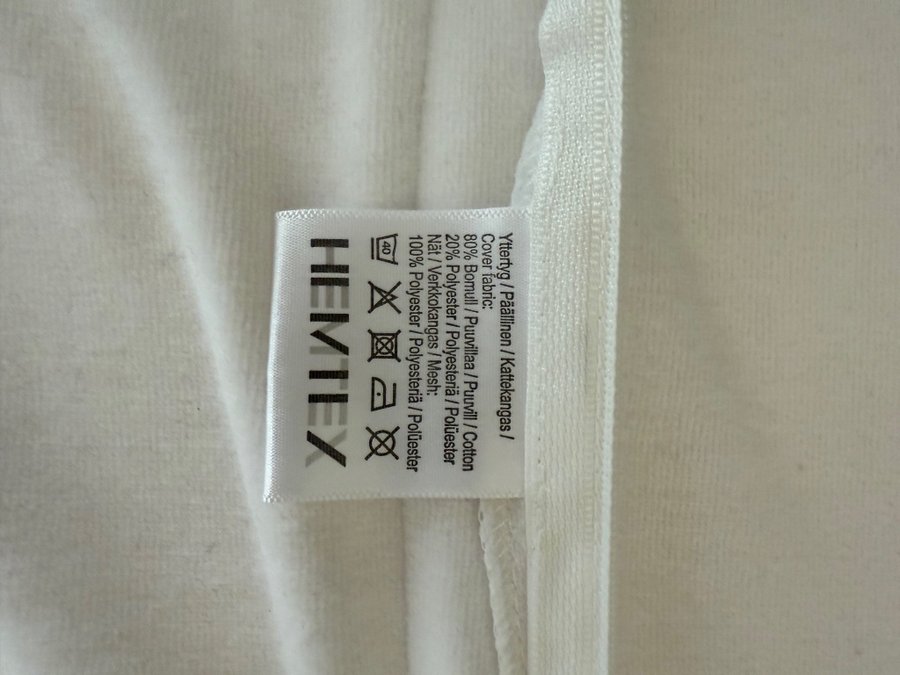 Yttertyg / Päällinen / Kattekangas /
Cover fabric:
80% Bomull / Puuvillaa / Puuvill / Cotton
20% Polyester / Polyesteriä / Polüester
Nät / Verkkokangas / Mesh:
100% Polyester / Polyesteriä / Polüester
40
HEMTEX